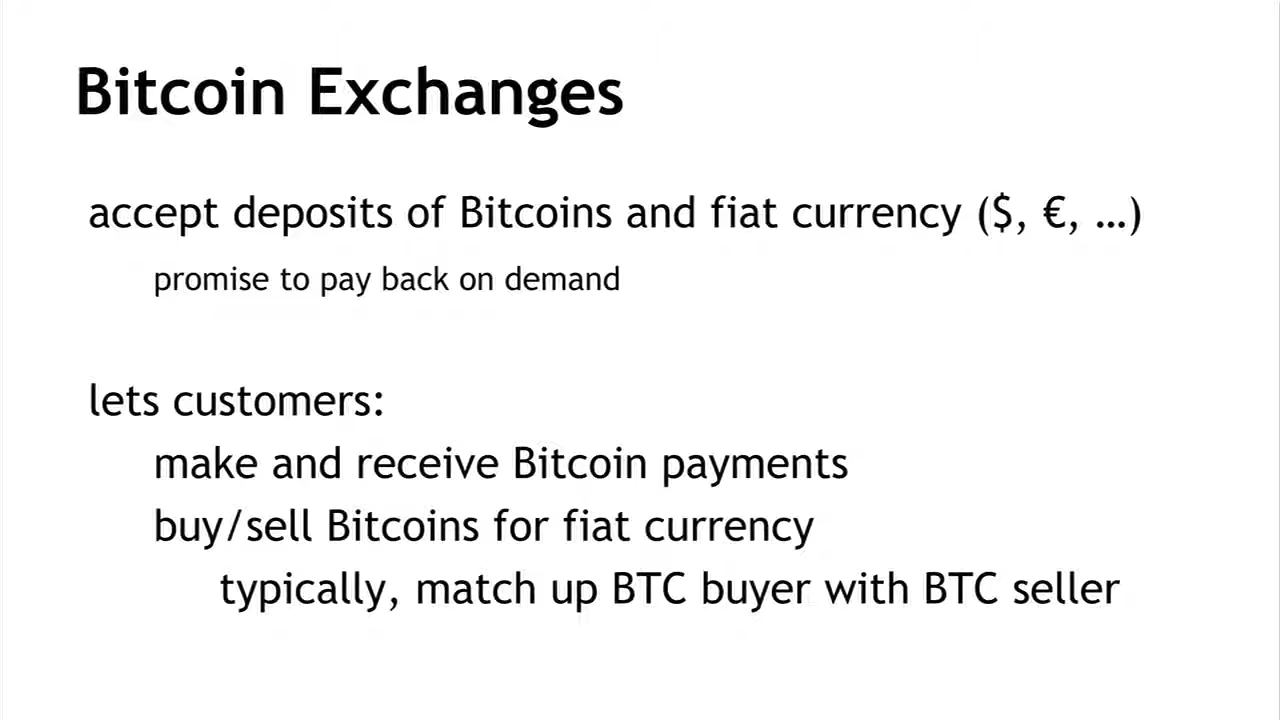 Bitcoin Exchanges
accept deposits of Bitcoins and fiat currency ($, €, …)
promise to pay back on demand
lets customers:
make and receive Bitcoin payments
buy/sell Bitcoins for fiat currency
typically, match up BTC buyer with BTC seller